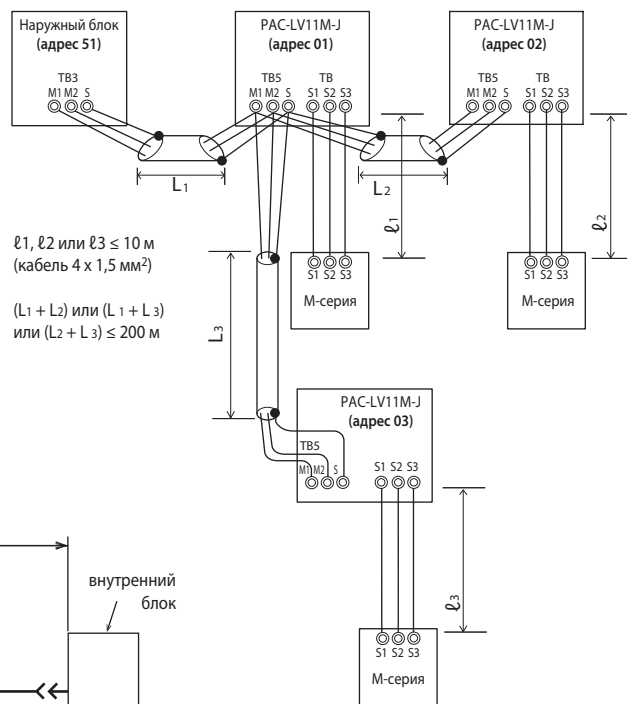 Наружный блок
(адрес 51)
TB3
M1 M2 S
PAC-LV11M-J
(адрес 01)
TB5 TB
M1 M2 S S1 S2 S3
PAC-LV11M-J
(адрес 02)
TB5 TB
M1 M2 S S1 S2 S3
L1
L2
ℓ1
ℓ2
ℓ1, ℓ2 или ℓ3 ≤ 10 м
(кабель 4 x 1,5 мм²)
(L1 + L2) или (L 1 + L 3)
или (L2 + L 3) ≤ 200 м
S1 S2 S3
М-серия
S1 S2 S3
М-серия
L3
PAC-LV11M-J
(адрес 03)
TB5
M1 M2 S S1 S2 S3
ℓ3
внутренний
блок
S1 S2 S3
М-серия